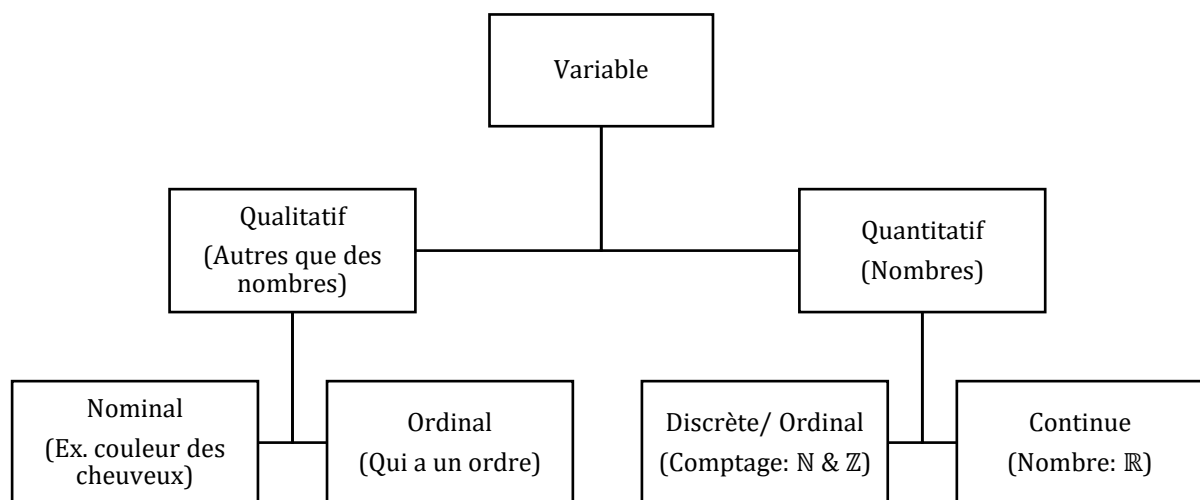 Variable
Qualitatif
(Autres que des
nombres)
Quantitatif
(Nombres)
Nominal
(Ex. couleur des
cheuveux)
Ordinal
(Qui a un ordre)
Discrète/ Ordinal
(Comptage: ℕ & ℤ)
Continue
(Nombre: ℝ)